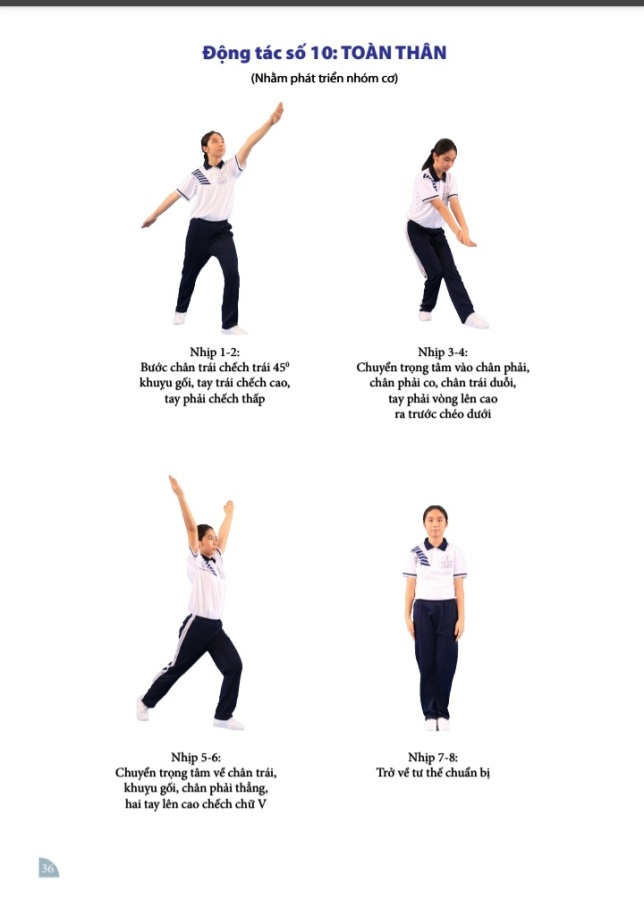 Động tác số 10: TOÀN THÂN
(Nhằm phát triển nhóm cơ)
Nhịp 1-2:
Bước chân trái chếch trái 45⁰
khuỵu gối, tay trái chếch cao,
tay phải chếch thấp
Nhịp 3-4:
Chuyển trọng tâm vào chân phải,
chân phải co, chân trái duỗi,
tay phải vòng lên cao
ra trước chéo dưới
Nhịp 5-6:
Chuyển trọng tâm về chân trái,
khuỵu gối, chân phải thẳng,
hai tay lên cao chếch chữ V
Nhịp 7-8:
Trở về tư thế chuẩn bị
36